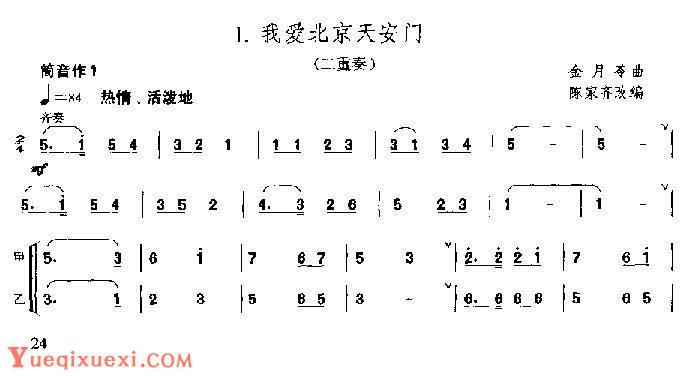 1. 我爱北京天安门
(二重奏)
筒音作1
♩=84 热情、活泼地
金月苓曲
陈家齐改编
齐奏
2/4 5. 1̇ 5 4 | 3 2 1 | 1 1 2 3 | 3 1 3 4 | 5 - | 5 - |
mf
5. 1̇ 5 4 | 3 5 2 | 4. 3 2 1 | 5 5 2 3 | 1 - | 1 - |
甲 5. 3 | 6 1̇ | 7 6 7 | 5 - | 2̇. 2̇ 2̇ 1̇ | 5 6 5 |
乙 3. 1 | 2 3 | 5 6 5 | 3 - | 6. 6 6 6 | 3 6 5 |
24
Yueqixuexi.com